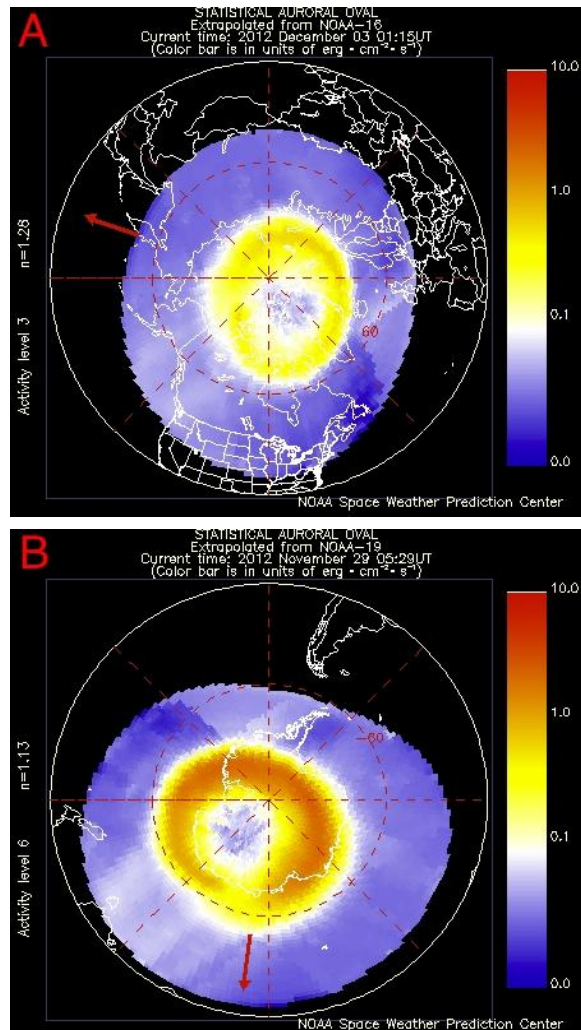 A
STATISTICAL AURORAL OVAL
Extrapolated from NOAA-16
Current time: 2012 December 03 01:15UT
(Color bar is in units of erg · cm⁻² · s⁻¹)
10.0
1.0
0.1
0.0
n=1.26
Activity level 3
60
NOAA Space Weather Prediction Center
B
STATISTICAL AURORAL OVAL
Extrapolated from NOAA-19
Current time: 2012 November 29 05:29UT
(Color bar is in units of erg · cm⁻² · s⁻¹)
10.0
1.0
0.1
0.0
n=1.13
Activity level 6
-60
NOAA Space Weather Prediction Center